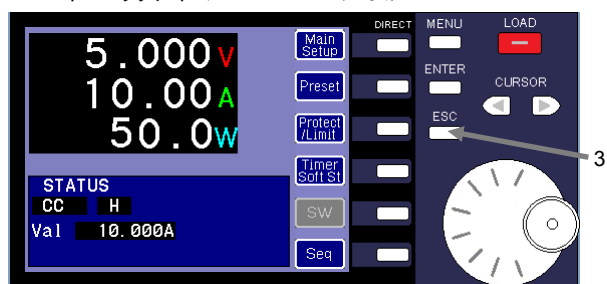 DIRECT
MENU
LOAD
5.000V
Main
Setup
10.00A
Preset
ENTER
CURSOR
50.0W
Protect
/Limit
ESC
3
STATUS
Timer
Soft St
CC H
Val 10.000A
SW
Seq